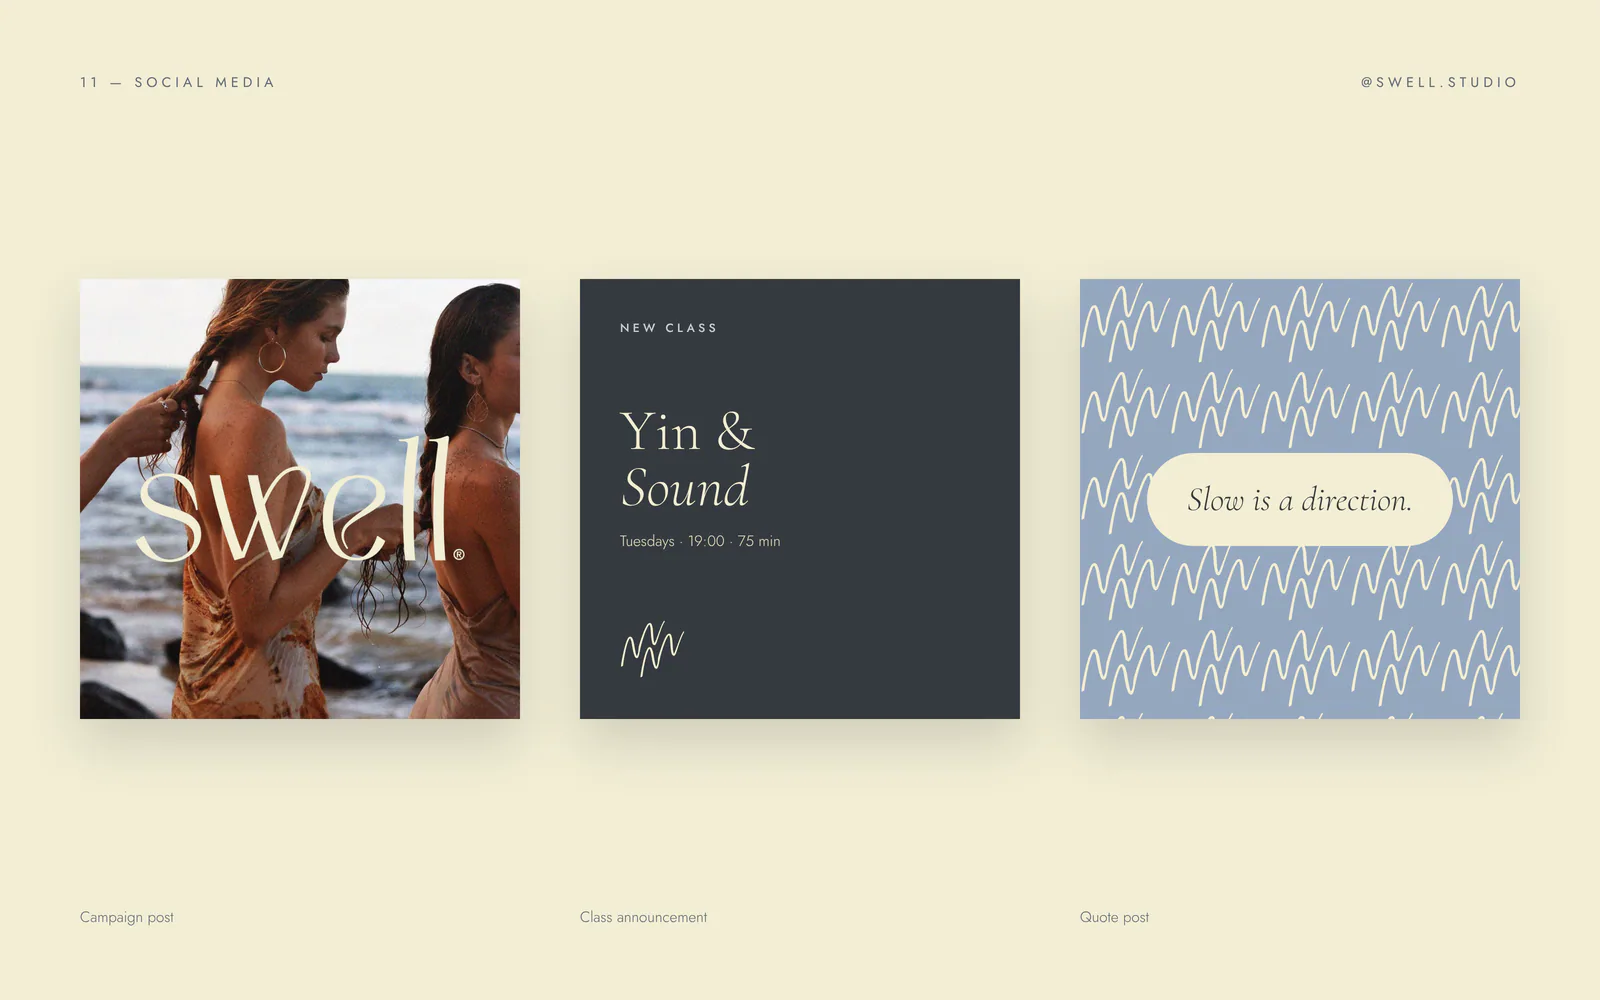 11 — SOCIAL MEDIA
@SWELL.STUDIO
swell®
NEW CLASS
Yin &
Sound
Tuesdays · 19:00 · 75 min
Slow is a direction.
Campaign post
Class announcement
Quote post